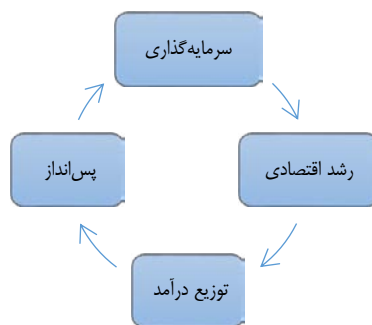 سرمایه‌گذاری
رشد اقتصادی
توزیع درآمد
پس‌انداز